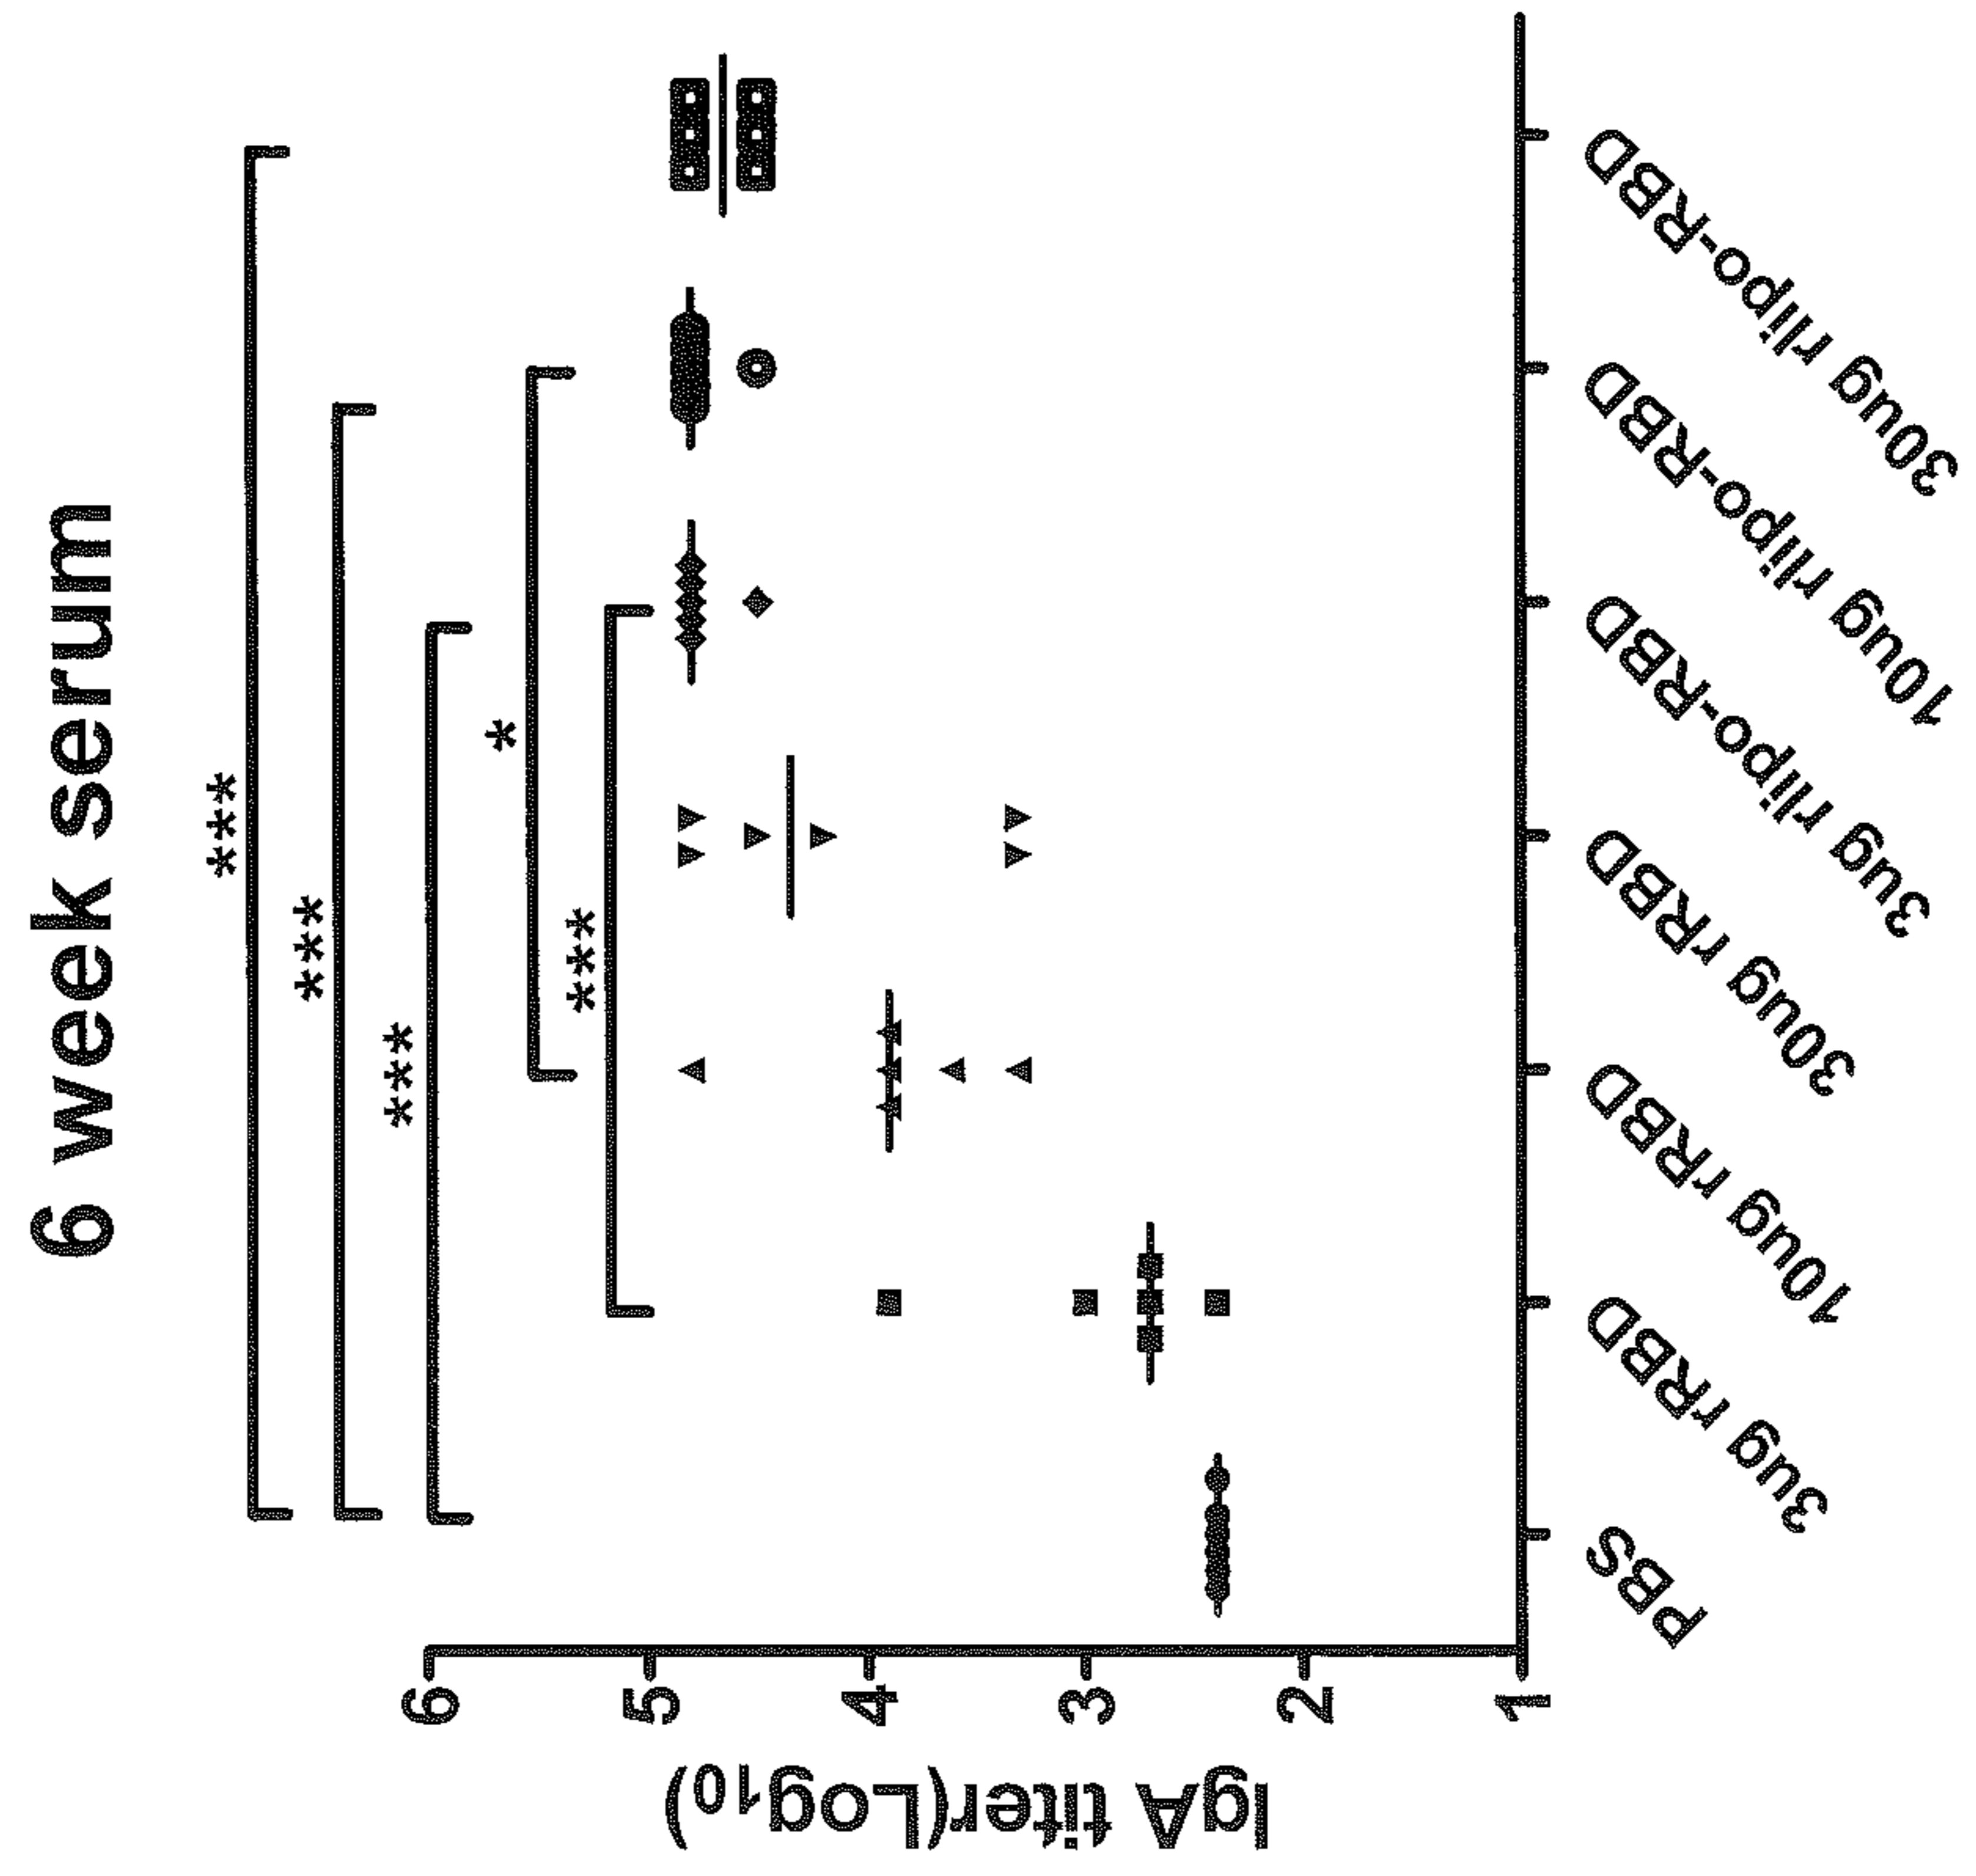 6 week serum
***
***
***
*
***
IgA titer(Log10)
6
5
4
3
2
1
PBS
3ug rRBD
10ug rRBD
30ug rRBD
3ug rlipo-RBD
10ug rlipo-RBD
30ug rlipo-RBD